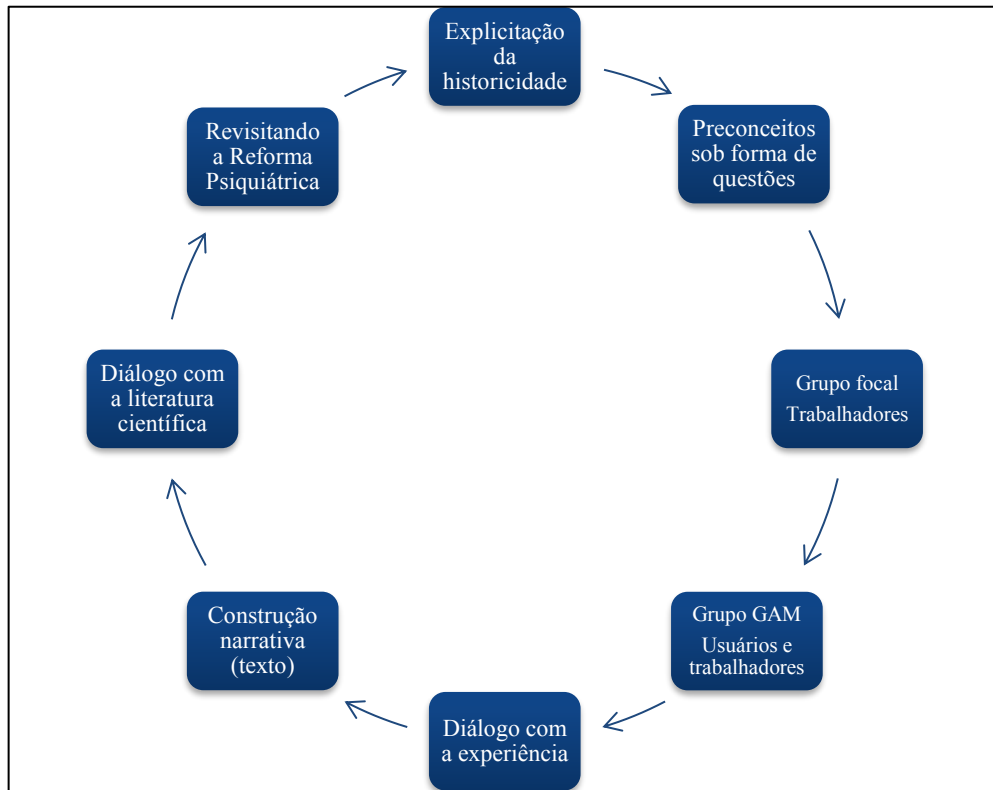 Explicitação
da
historicidade
Preconceitos
sob forma de
questões
Grupo focal
Trabalhadores
Grupo GAM
Usuários e
trabalhadores
Diálogo com
a experiência
Construção
narrativa
(texto)
Diálogo com
a literatura
científica
Revisitando
a Reforma
Psiquiátrica